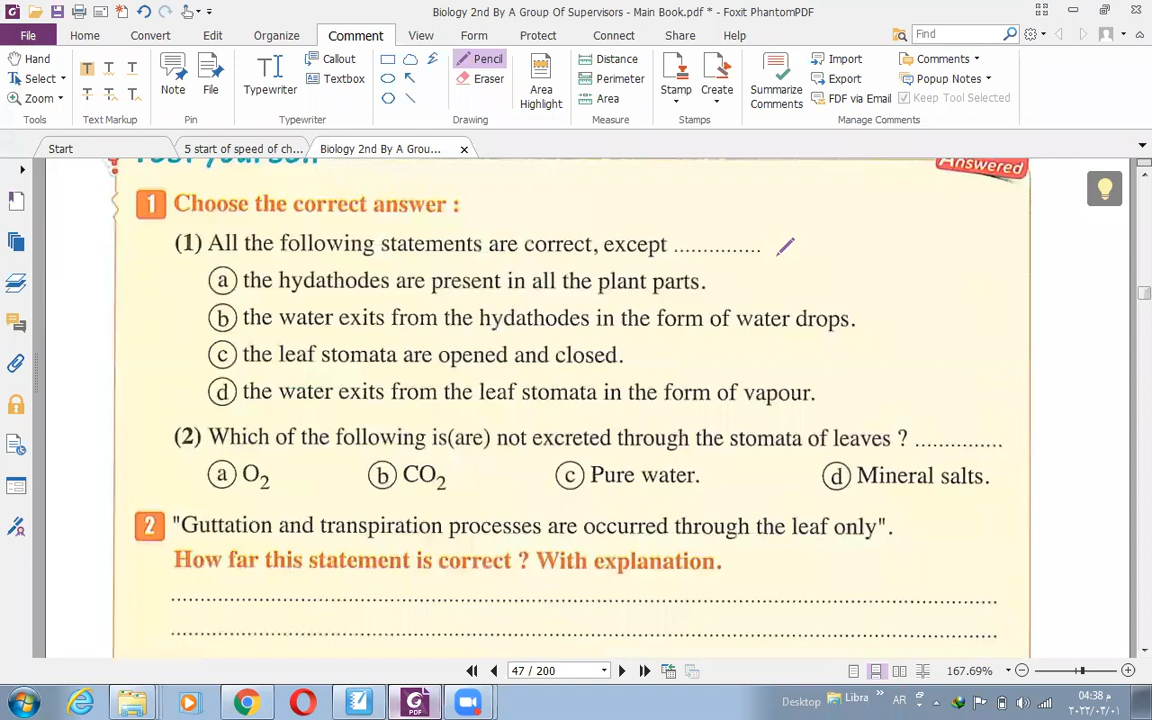 Biology 2nd By A Group Of Supervisors - Main Book.pdf * - Foxit PhantomPDF
File Home Convert Edit Organize Comment View Form Protect Connect Share Help Find
Hand Select Zoom Tools
Text Markup
Note File Pin
Typewriter Callout Textbox Typewriter
Pencil Eraser Drawing
Area Highlight Distance Perimeter Area Measure
Stamp Create Stamps
Summarize Comments Import Export FDF via Email Comments Popup Notes Keep Tool Selected Manage Comments
Start 5 start of speed of ch... Biology 2nd By A Grou...
Test yourself Answered
1 Choose the correct answer :
(1) All the following statements are correct, except ..............
a the hydathodes are present in all the plant parts.
b the water exits from the hydathodes in the form of water drops.
c the leaf stomata are opened and closed.
d the water exits from the leaf stomata in the form of vapour.
(2) Which of the following is(are) not excreted through the stomata of leaves ? ..............
a O2 b CO2 c Pure water. d Mineral salts.
2 "Guttation and transpiration processes are occurred through the leaf only".
How far this statement is correct ? With explanation.
47 / 200 167.69%
Desktop Libra AR 04:38 م
٢٠٢٢/٠٣/٠١